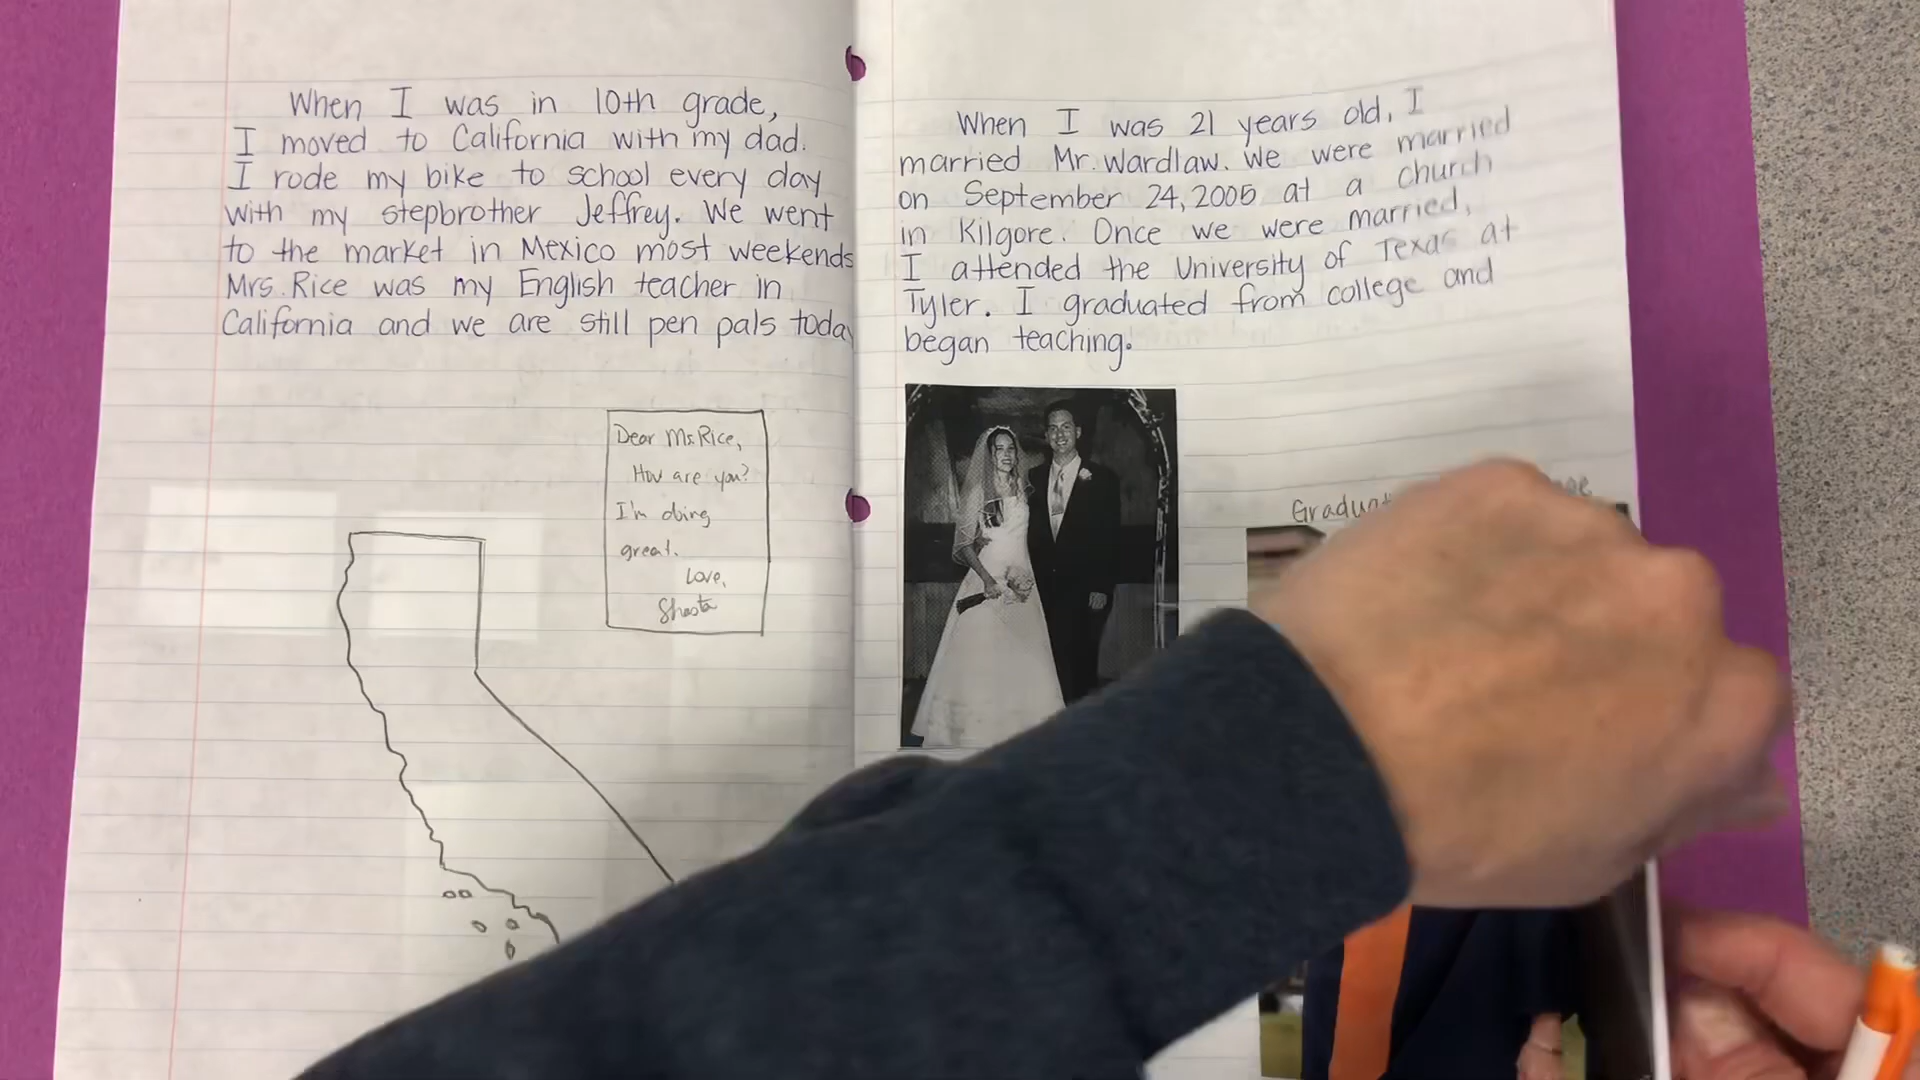 When I was in 10th grade,
I moved to California with my dad.
I rode my bike to school every day
with my stepbrother Jeffrey. We went
to the market in Mexico most weekends
Mrs. Rice was my English teacher in
California and we are still pen pals today
Dear Ms Rice,
How are you?
I'm doing
great.
Love,
Shasta
When I was 21 years old, I
married Mr. Wardlaw. We were married
on September 24, 2005 at a church
in Kilgore. Once we were married,
I attended the University of Texas at
Tyler. I graduated from college and
began teaching.